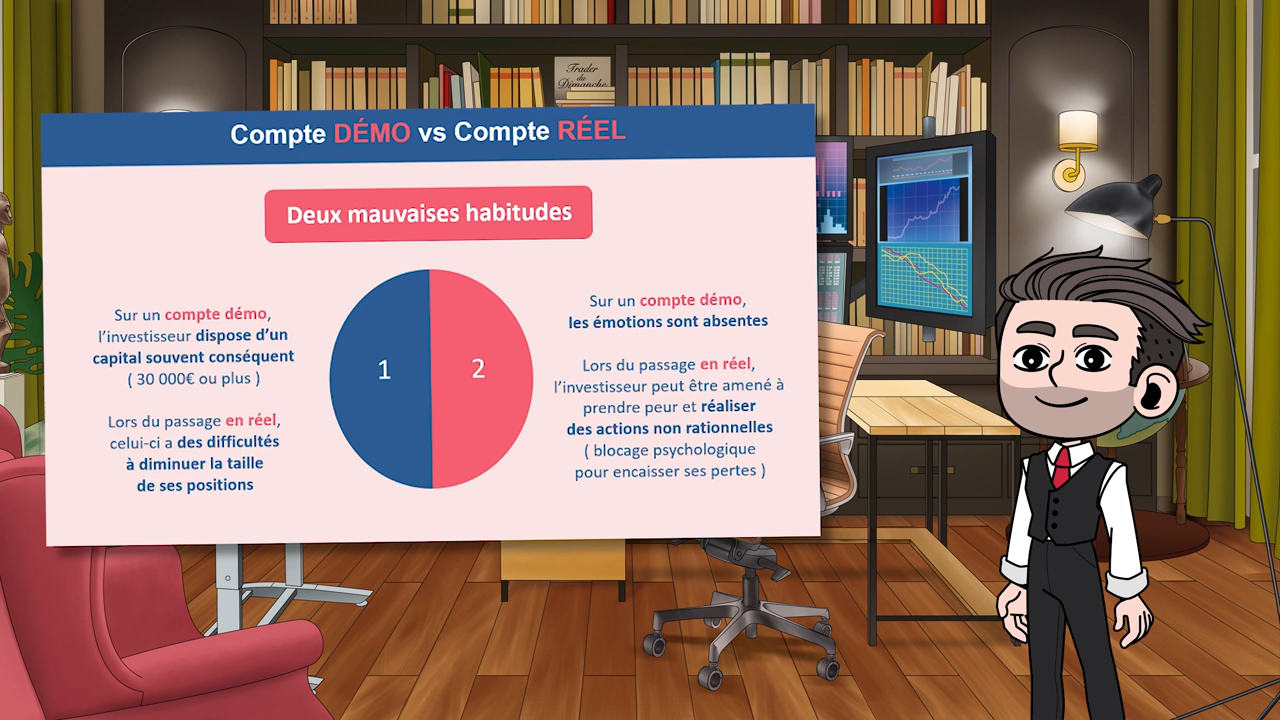 Trader
du
Dimanche
Compte DÉMO vs Compte RÉEL
Deux mauvaises habitudes
Sur un compte démo,
l'investisseur dispose d'un
capital souvent conséquent
( 30 000€ ou plus )
Lors du passage en réel,
celui-ci a des difficultés
à diminuer la taille
de ses positions
1
2
Sur un compte démo,
les émotions sont absentes
Lors du passage en réel,
l'investisseur peut être amené à
prendre peur et réaliser
des actions non rationnelles
( blocage psychologique
pour encaisser ses pertes )